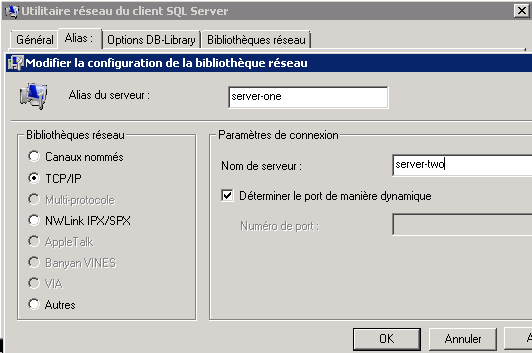 Utilitaire réseau du client SQL Server
Général Alias : Options DB-Library Bibliothèques réseau
Modifier la configuration de la bibliothèque réseau
Alias du serveur : server-one
Bibliothèques réseau
Canaux nommés
TCP/IP
Multi-protocole
NWLink IPX/SPX
AppleTalk
Banyan VINES
VIA
Autres
Paramètres de connexion
Nom de serveur : server-two
Déterminer le port de manière dynamique
Numéro de port :
OK Annuler A